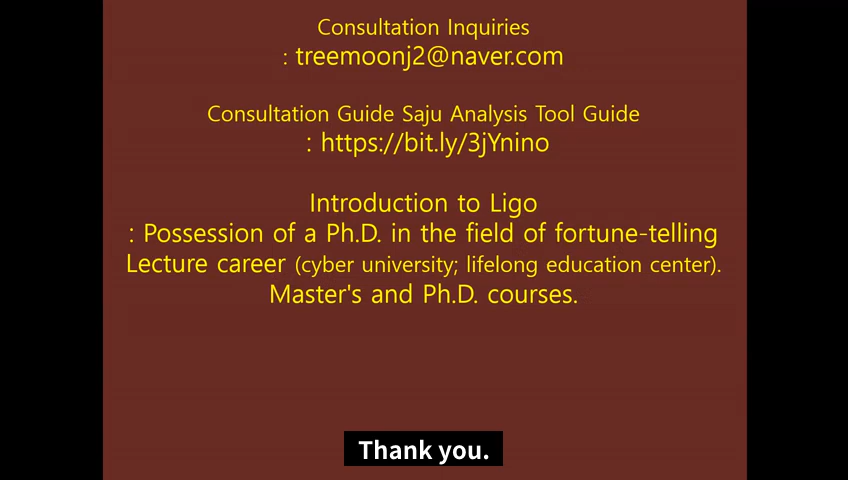 Consultation Inquiries
: treemoonj2@naver.com
Consultation Guide Saju Analysis Tool Guide
: https://bit.ly/3jYnino
Introduction to Ligo
: Possession of a Ph.D. in the field of fortune-telling
Lecture career (cyber university; lifelong education center).
Master's and Ph.D. courses.
Thank you.